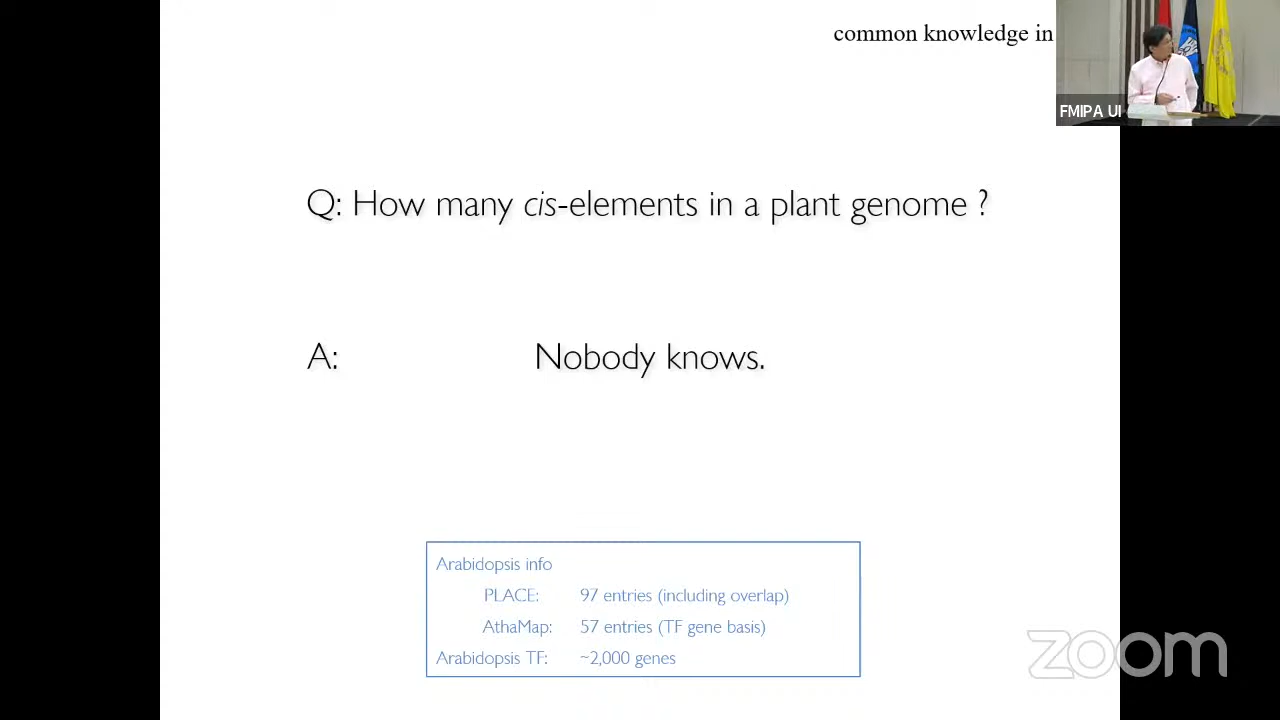 common knowledge in
FMIPA UI
Q: How many cis-elements in a plant genome ?
A: Nobody knows.
Arabidopsis info
PLACE: 97 entries (including overlap)
AthaMap: 57 entries (TF gene basis)
Arabidopsis TF: ~2,000 genes
zoom